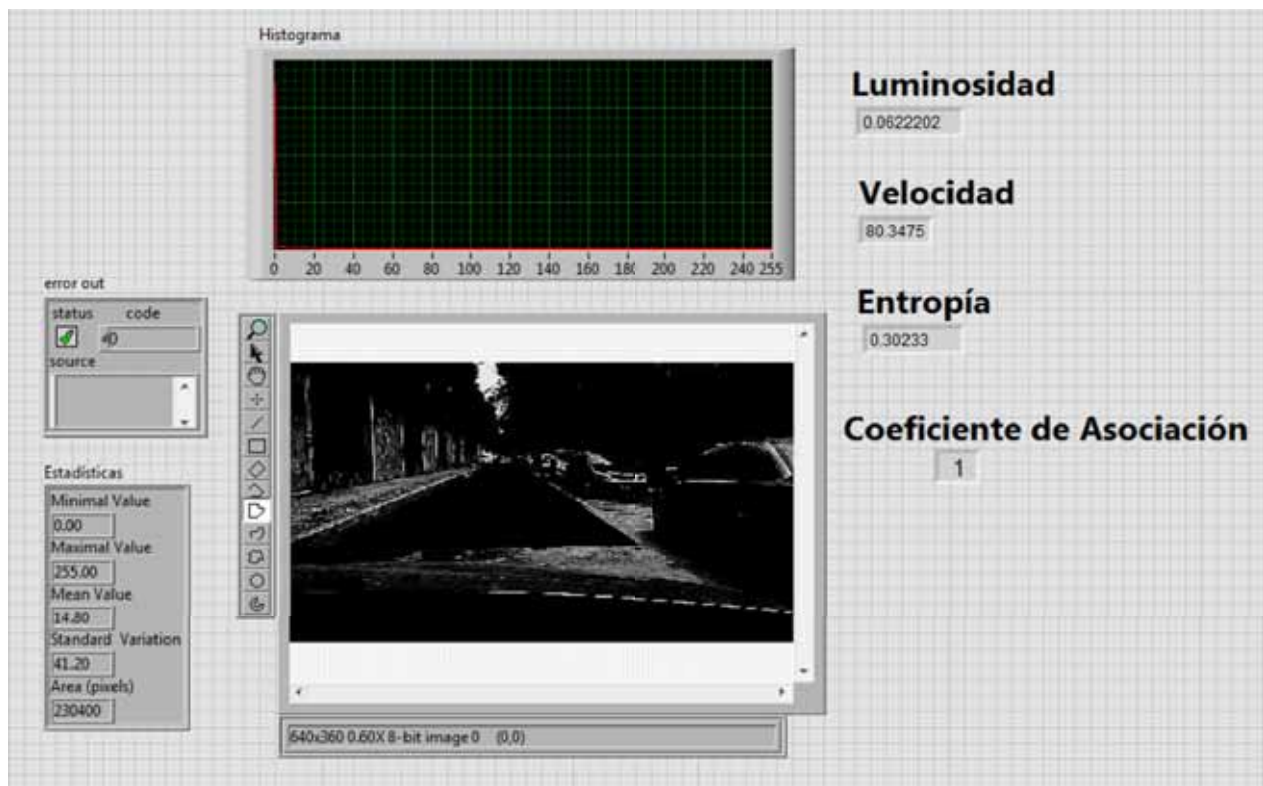 Histograma
0 20 40 60 80 100 120 140 160 180 200 220 240 255
Luminosidad
0.0622202
Velocidad
80.3475
Entropía
0.30233
Coeficiente de Asociación
1
error out
status code
source
Estadísticas
Minimal Value
0.00
Maximal Value
255.00
Mean Value
14.80
Standard Variation
41.20
Area (pixels)
230400
640x360 0.60X 8-bit image 0 (0,0)